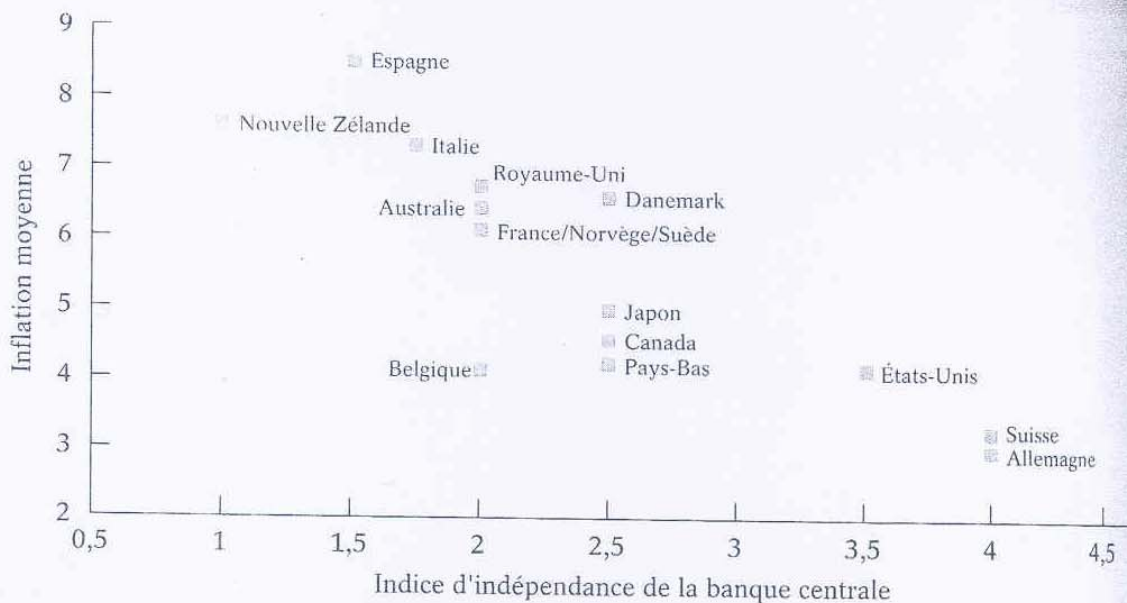 9
Espagne
8
Nouvelle Zélande
Italie
7
Royaume-Uni
Danemark
Australie
6
France/Norvège/Suède
5
Japon
Canada
4
Belgique
Pays-Bas
États-Unis
3
Suisse
Allemagne
2
0,5 1 1,5 2 2,5 3 3,5 4 4,5
Inflation moyenne
Indice d'indépendance de la banque centrale